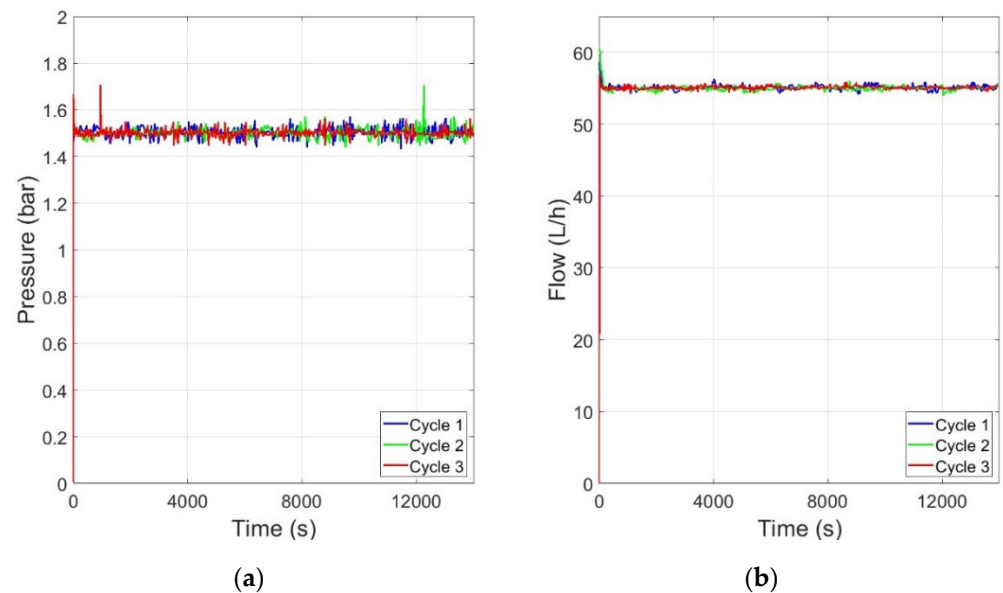 2
1.8
1.6
1.4
1.2
1
0.8
0.6
0.4
0.2
0
Pressure (bar)
0 4000 8000 12000
Time (s)
Cycle 1
Cycle 2
Cycle 3
(a)
60
50
40
30
20
10
0
Flow (L/h)
0 4000 8000 12000
Time (s)
Cycle 1
Cycle 2
Cycle 3
(b)